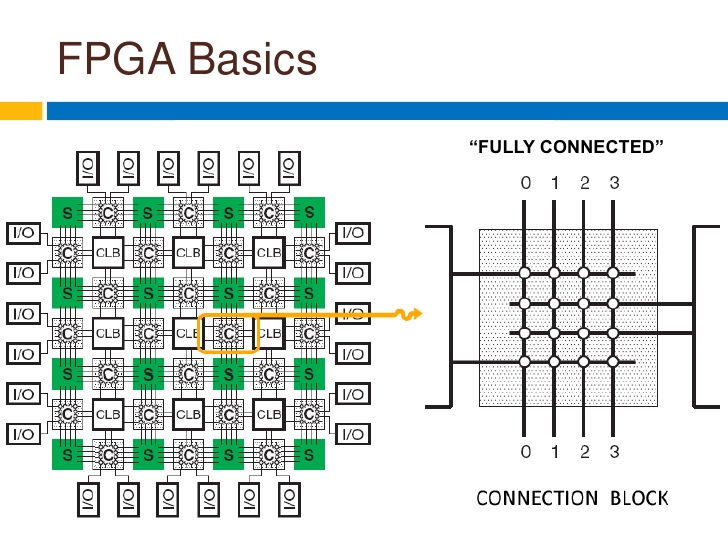 FPGA Basics
“FULLY CONNECTED”
0 1 2 3
I/O I/O I/O I/O I/O I/O
S C S C S C S
I/O C CLB C CLB C CLB C I/O
I/O I/O
S C S C S C S
I/O I/O
C CLB C CLB C CLB C
I/O I/O
S C S C S C S
I/O I/O
C CLB C CLB C CLB C
I/O I/O
S C S C S C S
I/O I/O I/O I/O I/O I/O
0 1 2 3
CONNECTION BLOCK